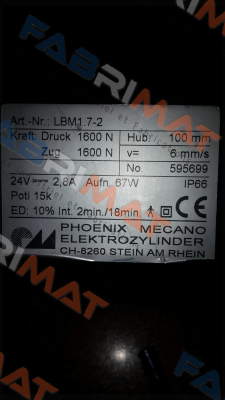 FABRIMAT
Art.-Nr.: LBM1.7-2
Kraft: Druck 1600 N Hub: 100 mm
Zug 1600 N v= 6 mm/s
No. 595699
24V 2,8A Aufn. 67W IP66
Poti 15k
ED: 10% Int. 2min./18min. CE
PHOENIX MECANO
ELEKTROZYLINDER
CH-8260 STEIN AM RHEIN